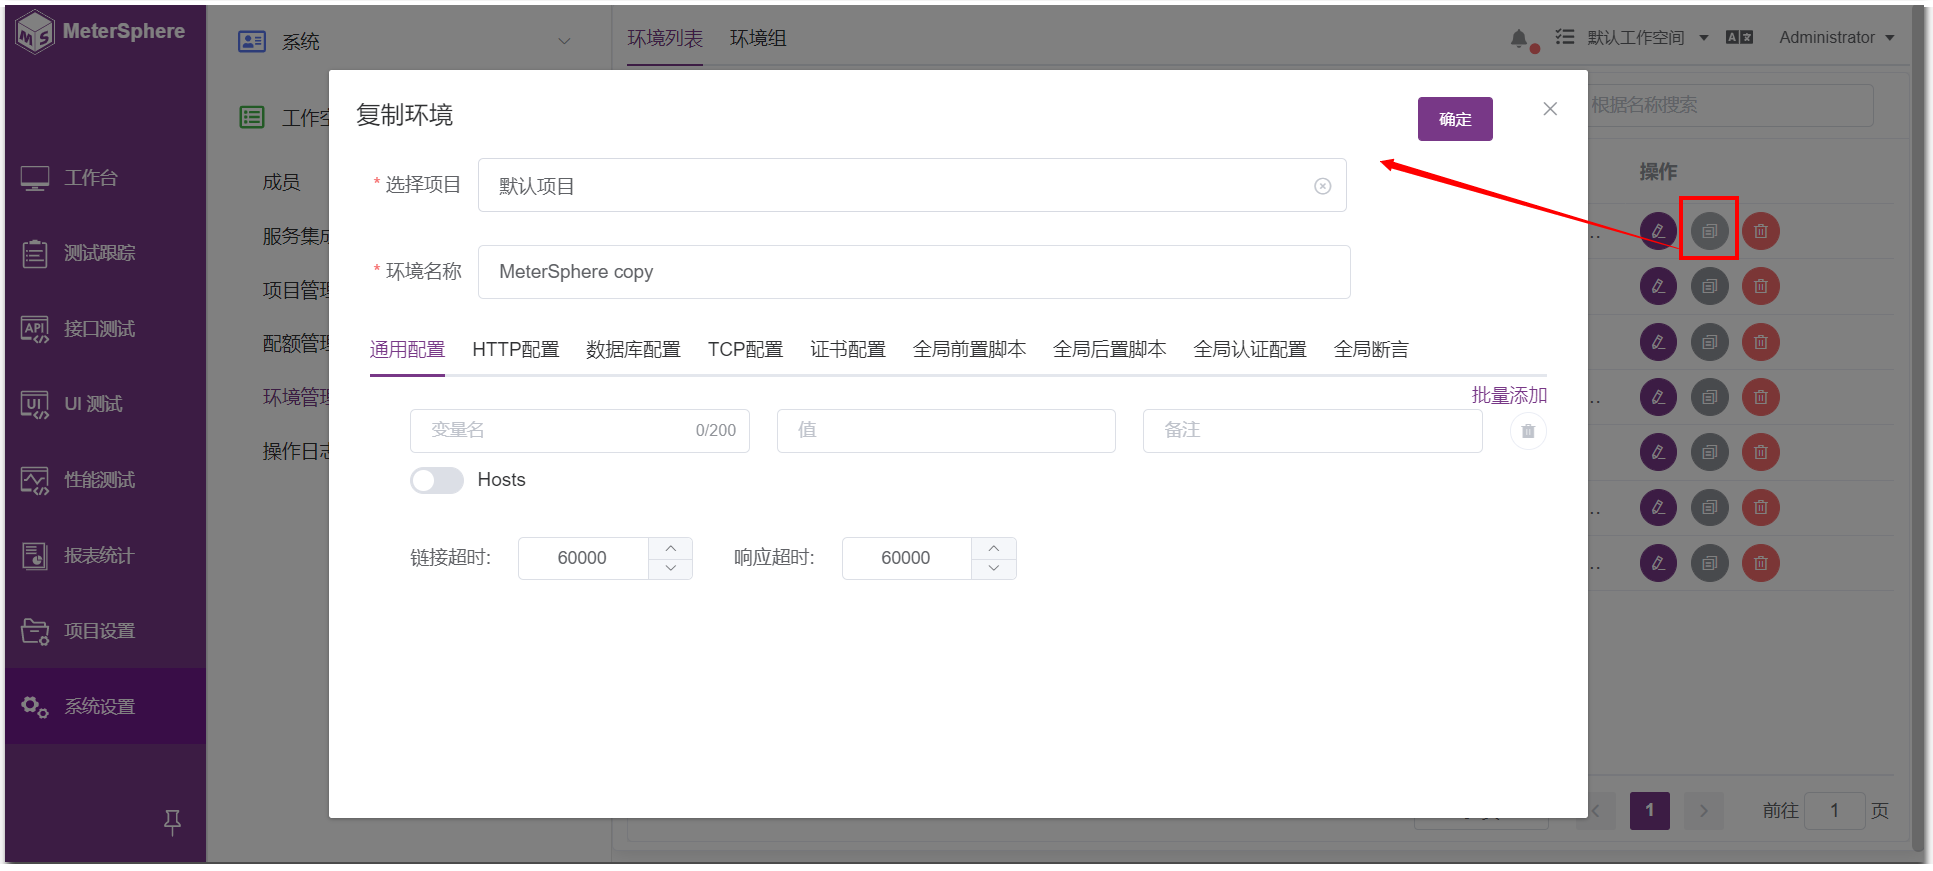 MeterSphere
系统
环境列表
环境组
默认工作空间
Administrator
工作空
根据名称搜索
复制环境
确定
操作
* 选择项目
默认项目
* 环境名称
MeterSphere copy
工作台
测试跟踪
接口测试
UI 测试
性能测试
报表统计
项目设置
系统设置
成员
服务集成
项目管理
配额管理
环境管理
操作日志
通用配置
HTTP配置
数据库配置
TCP配置
证书配置
全局前置脚本
全局后置脚本
全局认证配置
全局断言
批量添加
变量名
0/200
值
备注
Hosts
链接超时:
60000
响应超时:
60000
1
前往
1
页